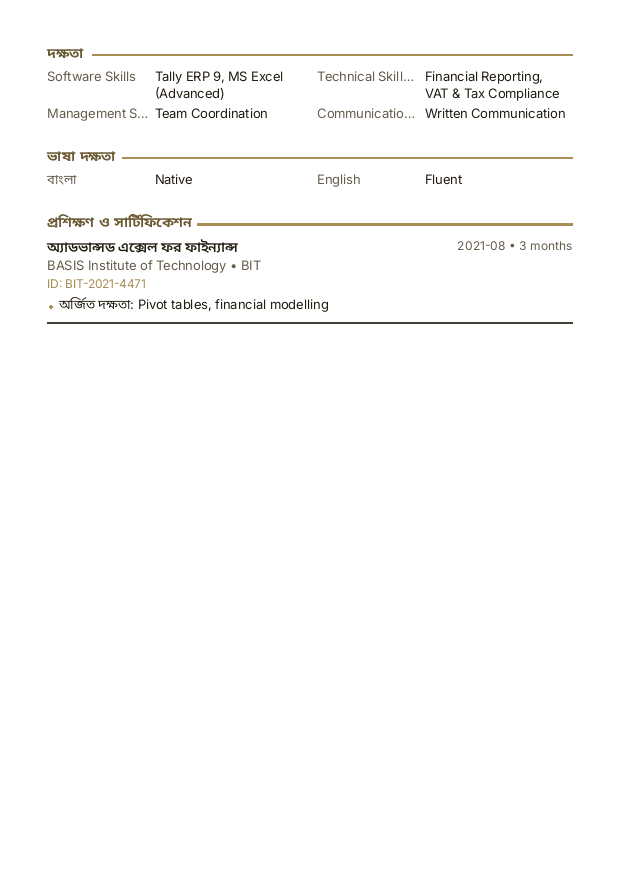 দক্ষতা
Software Skills Tally ERP 9, MS Excel (Advanced) Technical Skill... Financial Reporting, VAT & Tax Compliance
Management S... Team Coordination Communicatio... Written Communication
ভাষা দক্ষতা
বাংলা Native English Fluent
প্রশিক্ষণ ও সার্টিফিকেশন
অ্যাডভান্সড এক্সেল ফর ফাইন্যান্স 2021-08 • 3 months
BASIS Institute of Technology • BIT
ID: BIT-2021-4471
• অর্জিত দক্ষতা: Pivot tables, financial modelling